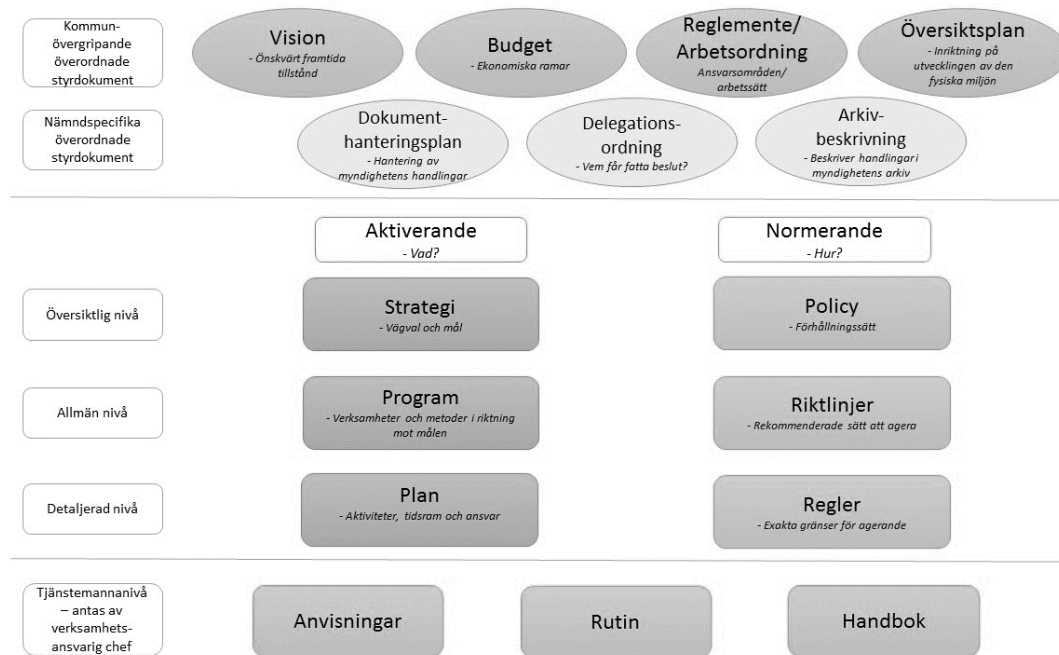 Kommun-
övergripande
överordnade
styrdokument
Vision
- Önskvärt framtida
tillstånd
Budget
- Ekonomiska ramar
Reglemente/
Arbetsordning
Ansvarsområden/
arbetssätt
Översiktsplan
- Inriktning på
utvecklingen av den
fysiska miljön
Nämndspecifika
överordnade
styrdokument
Dokument-
hanteringsplan
- Hantering av
myndighetens handlingar
Delegations-
ordning
- Vem får fatta beslut?
Arkiv-
beskrivning
- Beskriver handlingar i
myndighetens arkiv
Aktiverande
- Vad?
Normerande
- Hur?
Översiktlig nivå
Strategi
- Vägval och mål
Policy
- Förhållningssätt
Allmän nivå
Program
- Verksamheter och metoder i riktning
mot målen
Riktlinjer
- Rekommenderade sätt att agera
Detaljerad nivå
Plan
- Aktiviteter, tidsram och ansvar
Regler
- Exakta gränser för agerande
Tjänstemannanivå
– antas av
verksamhets-
ansvarig chef
Anvisningar
Rutin
Handbok